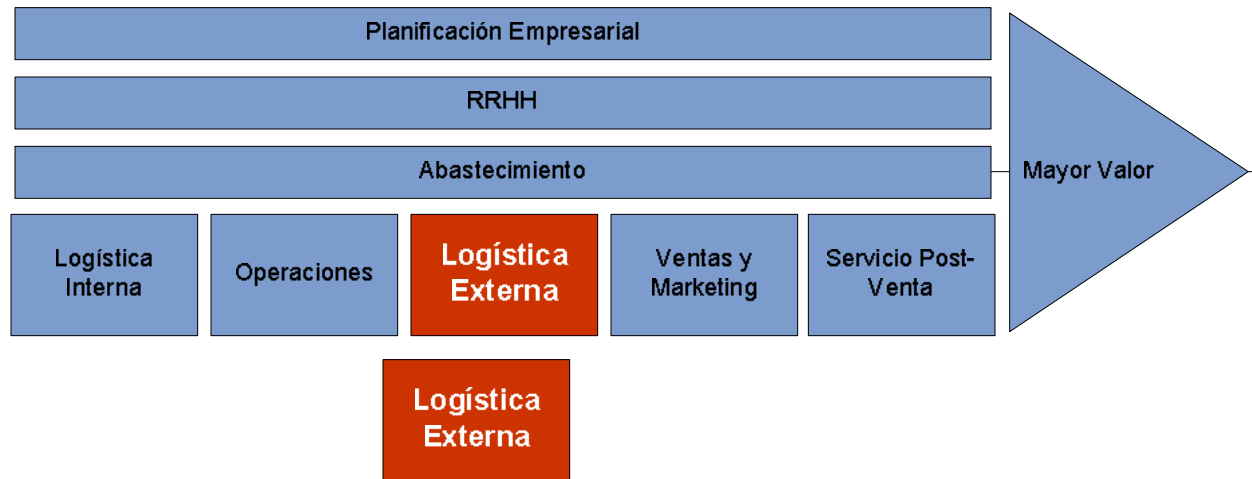 Planificación Empresarial
RRHH
Abastecimiento
Mayor Valor
Logística
Interna
Operaciones
Logística
Externa
Ventas y
Marketing
Servicio Post-
Venta
Logística
Externa